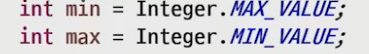 int min = Integer.MAX_VALUE;
int max = Integer.MIN_VALUE;